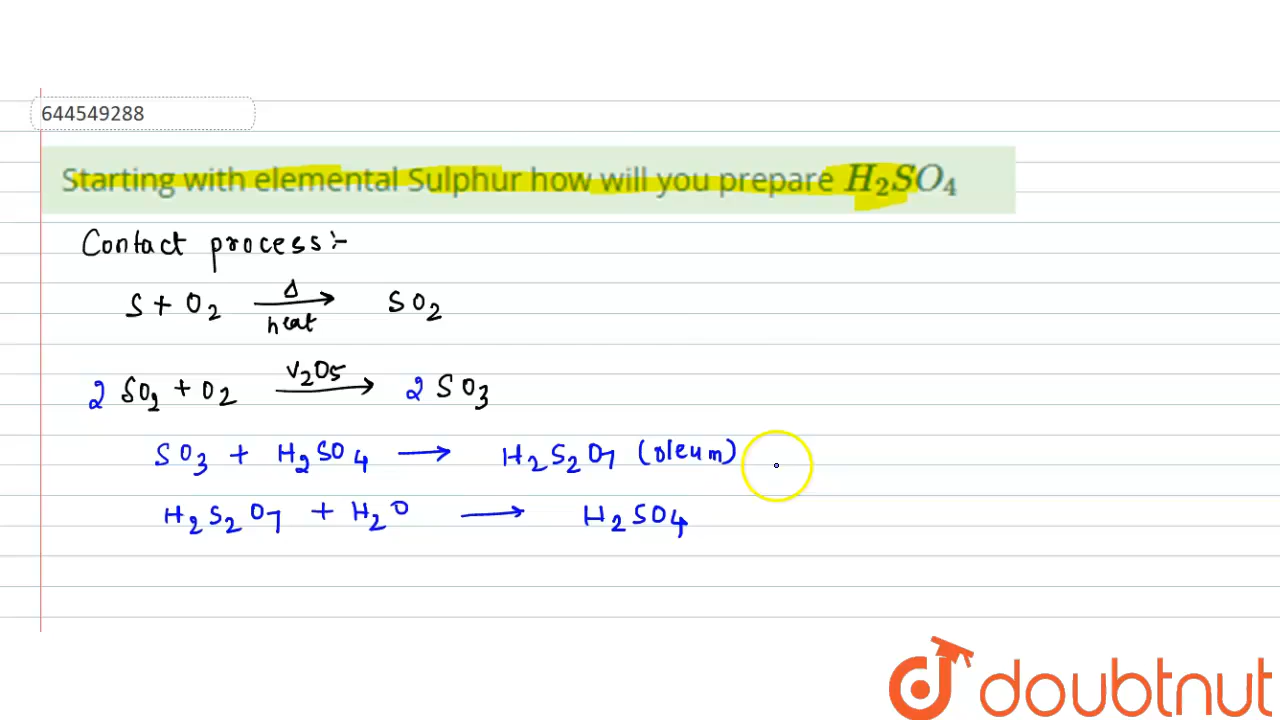 644549288
Starting with elemental Sulphur how will you prepare H₂SO₄
Contact process:-
S + O₂ —Δ/heat→ SO₂
2 SO₂ + O₂ —V₂O₅→ 2 SO₃
SO₃ + H₂SO₄ → H₂S₂O₇ (oleum)
H₂S₂O₇ + H₂O → H₂SO₄
doubtnut